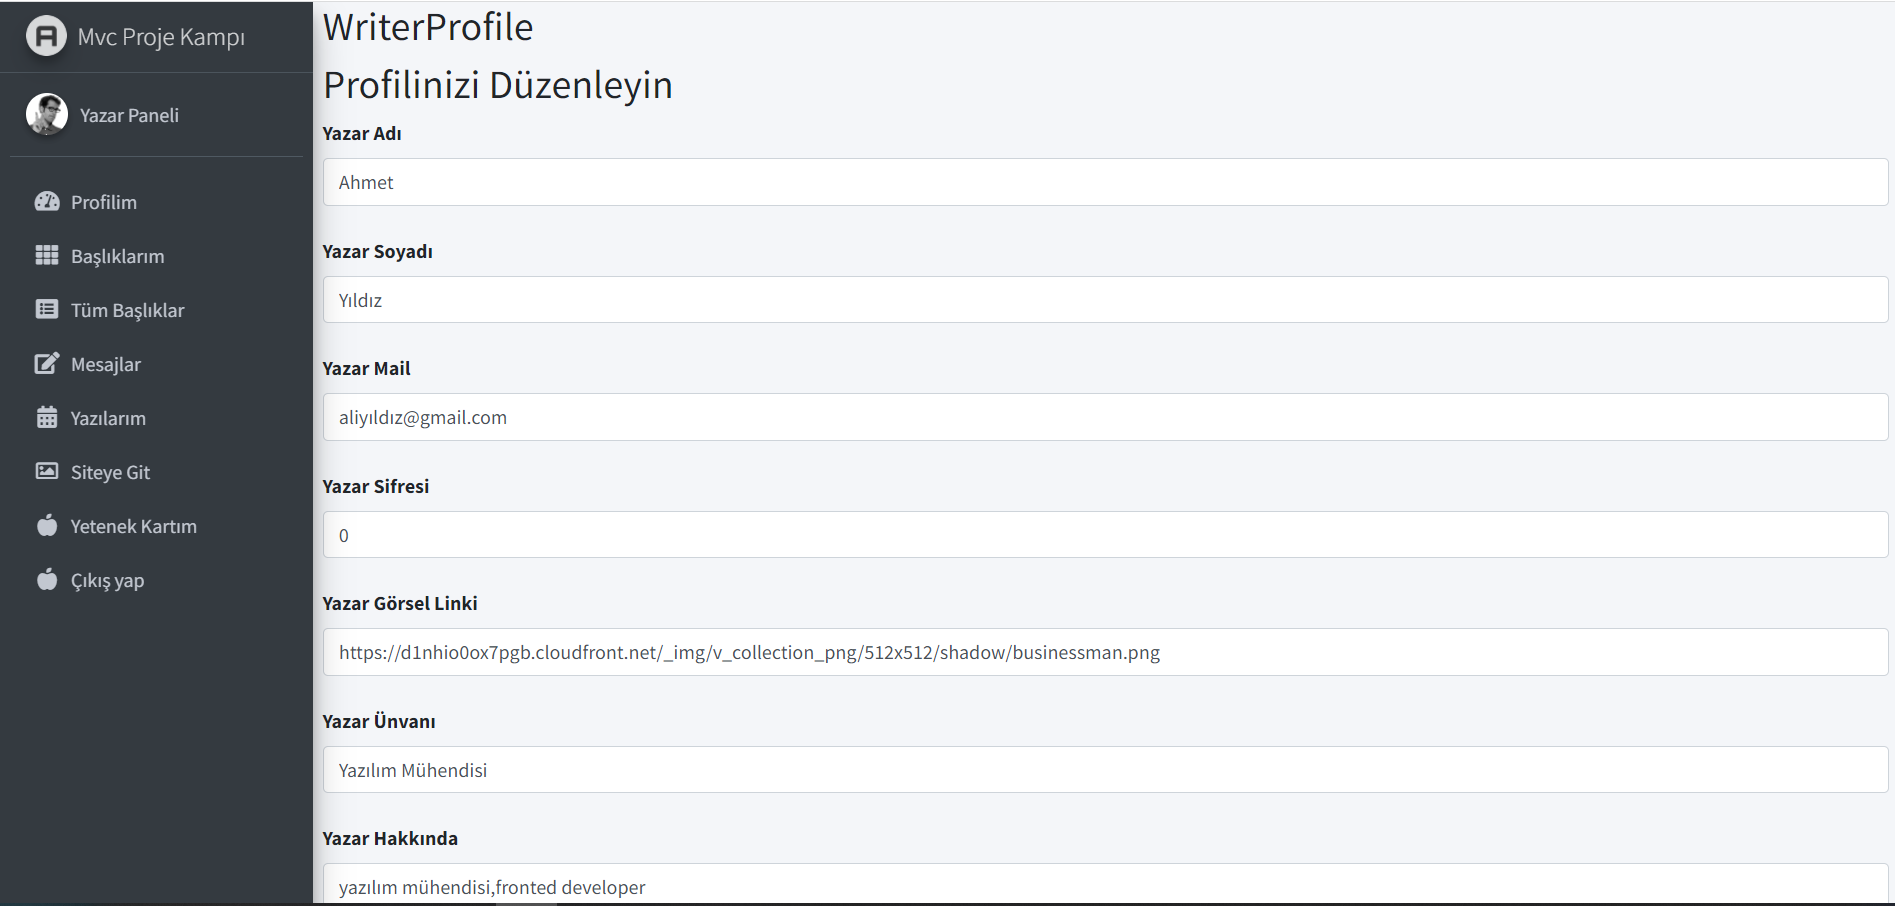 Mvc Proje Kampı
Yazar Paneli
Profilim
Başlıklarım
Tüm Başlıklar
Mesajlar
Yazılarım
Siteye Git
Yetenek Kartım
Çıkış yap
WriterProfile
Profilinizi Düzenleyin
Yazar Adı
Ahmet
Yazar Soyadı
Yıldız
Yazar Mail
aliyıldız@gmail.com
Yazar Sifresi
0
Yazar Görsel Linki
https://d1nhio0ox7pgb.cloudfront.net/_img/v_collection_png/512x512/shadow/businessman.png
Yazar Ünvanı
Yazılım Mühendisi
Yazar Hakkında
yazılım mühendisi,fronted developer